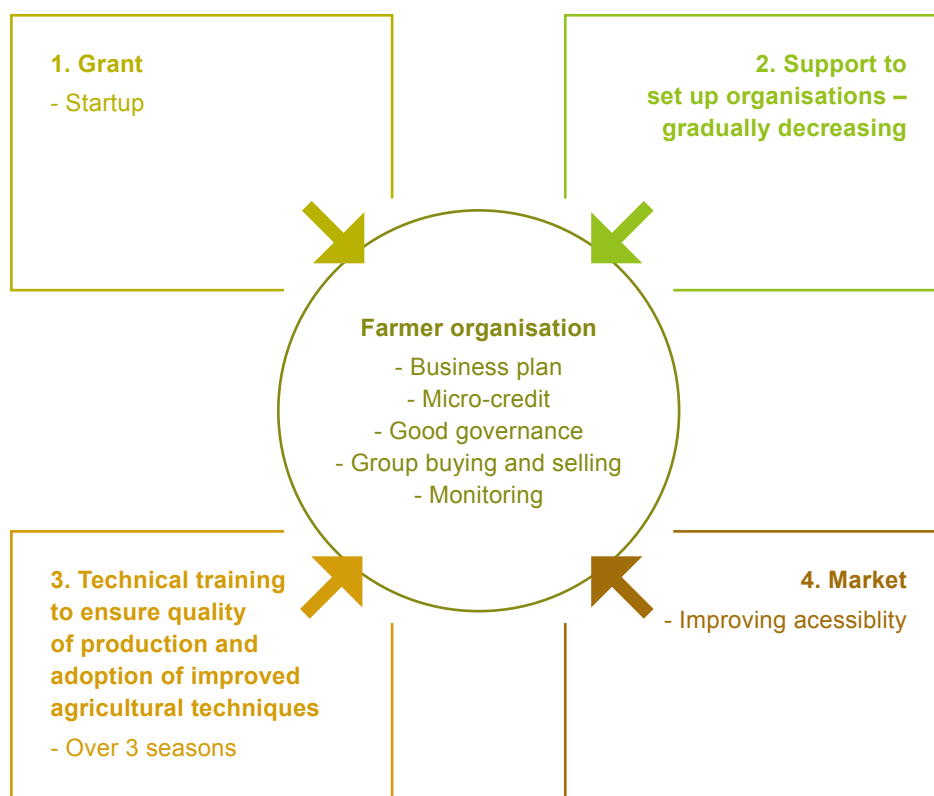 1. Grant
- Startup
2. Support to
set up organisations –
gradually decreasing
Farmer organisation
- Business plan
- Micro-credit
- Good governance
- Group buying and selling
- Monitoring
3. Technical training
to ensure quality
of production and
adoption of improved
agricultural techniques
- Over 3 seasons
4. Market
- Improving acessiblity